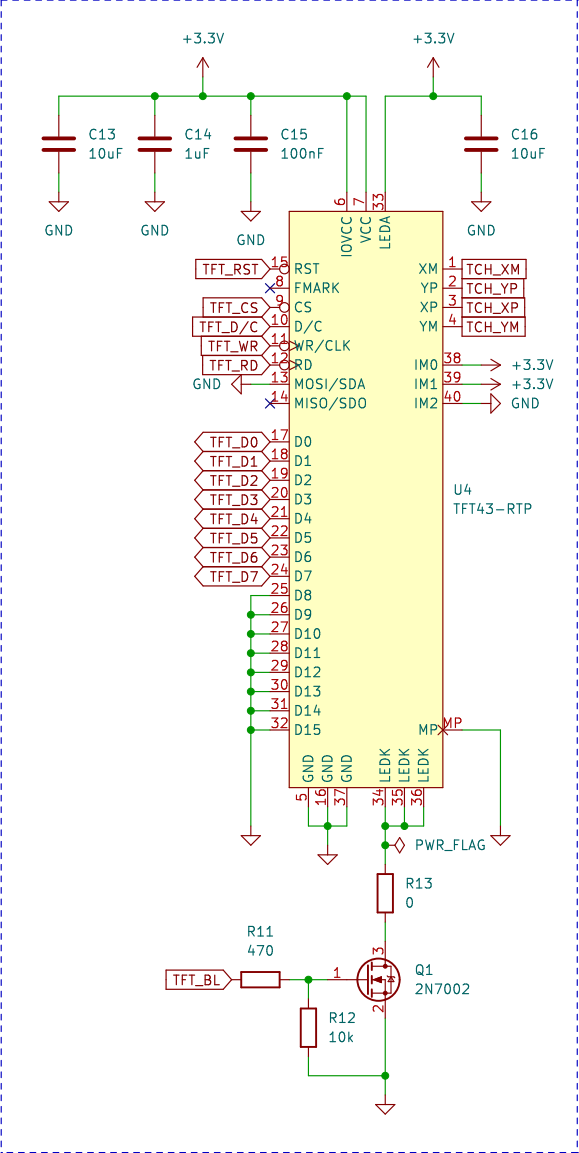 +3.3V
+3.3V
C13
10uF
C14
1uF
C15
100nF
C16
10uF
GND
GND
GND
GND
6
7
33
IOVCC
VCC
LEDA
TFT_RST
15
RST
8
FMARK
TFT_CS
9
CS
TFT_D/C
10
D/C
TFT_WR
11
WR/CLK
TFT_RD
12
RD
GND
13
MOSI/SDA
14
MISO/SDO
XM
1
TCH_XM
YP
2
TCH_YP
XP
3
TCH_XP
YM
4
TCH_YM
IM0
38
+3.3V
IM1
39
+3.3V
IM2
40
GND
TFT_D0
17
D0
TFT_D1
18
D1
TFT_D2
19
D2
TFT_D3
20
D3
TFT_D4
21
D4
TFT_D5
22
D5
TFT_D6
23
D6
TFT_D7
24
D7
25
D8
26
D9
27
D10
28
D11
29
D12
30
D13
31
D14
32
D15
U4
TFT43-RTP
MP
MP
GND
GND
GND
LEDK
LEDK
LEDK
5
16
37
34
35
36
PWR_FLAG
R13
0
R11
470
TFT_BL
1
3
2
Q1
2N7002
R12
10k